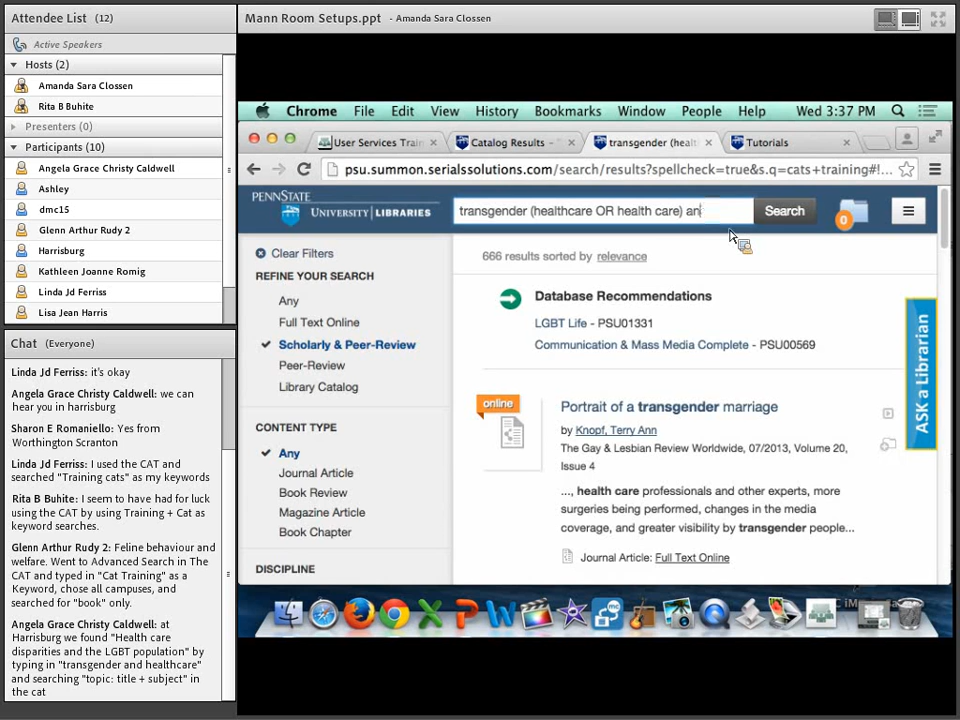 Attendee List (12)
Active Speakers
Hosts (2)
Amanda Sara Clossen
Rita B Buhite
Presenters (0)
Participants (10)
Angela Grace Christy Caldwell
Ashley
dmc15
Glenn Arthur Rudy 2
Harrisburg
Kathleen Joanne Romig
Linda Jd Ferriss
Lisa Jean Harris
Chat (Everyone)
Linda Jd Ferriss: it's okay
Angela Grace Christy Caldwell: we can
hear you in harrisburg
Sharon E Romaniello: Yes from
Worthington Scranton
Linda Jd Ferriss: I used the CAT and
searched "Training cats" as my keywords
Rita B Buhite: I seem to have had for luck
using the CAT by using Training + Cat as
keyword searches.
Glenn Arthur Rudy 2: Feline behaviour and
welfare. Went to Advanced Search in The
CAT and typed in "Cat Training" as a
Keyword, chose all campuses, and
searched for "book" only.
Angela Grace Christy Caldwell: at
Harrisburg we found "Health care
disparities and the LGBT population" by
typing in "transgender and healthcare"
and searching "topic: title + subject" in
the cat
Mann Room Setups.ppt - Amanda Sara Clossen
Chrome File Edit View History Bookmarks Window People Help Wed 3:37 PM
User Services Train
Catalog Results -
transgender (healt
Tutorials
psu.summon.serialssolutions.com/search/results?spellcheck=true&s.q=cats+training#!...
PENNSTATE
UNIVERSITY LIBRARIES
transgender (healthcare OR health care) an
Search
0
Clear Filters
REFINE YOUR SEARCH
Any
Full Text Online
Scholarly & Peer-Review
Peer-Review
Library Catalog
CONTENT TYPE
Any
Journal Article
Book Review
Magazine Article
Book Chapter
DISCIPLINE
666 results sorted by relevance
Database Recommendations
LGBT Life - PSU01331
Communication & Mass Media Complete - PSU00569
online
Portrait of a transgender marriage
by Knopf, Terry Ann
The Gay & Lesbian Review Worldwide, 07/2013, Volume 20,
Issue 4
..., health care professionals and other experts, more
surgeries being performed, changes in the media
coverage, and greater visibility by transgender people...
Journal Article: Full Text Online
ASK a Librarian